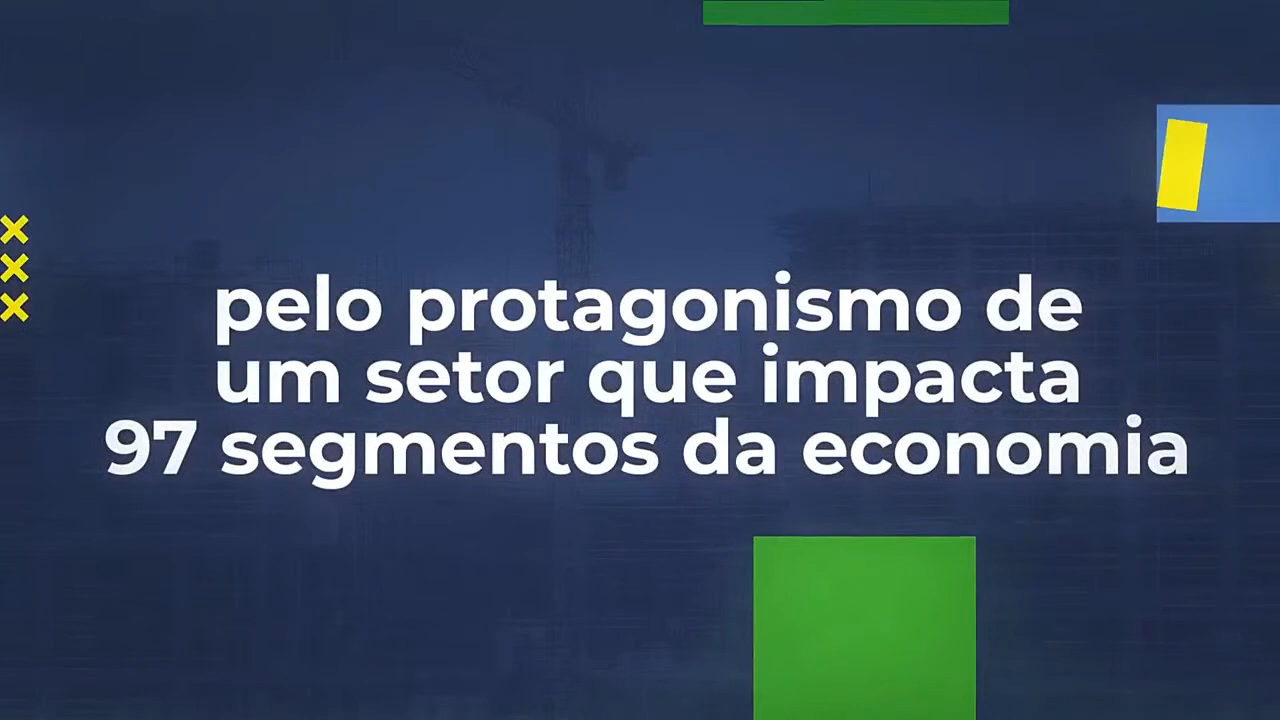 pelo protagonismo de
um setor que impacta
97 segmentos da economia